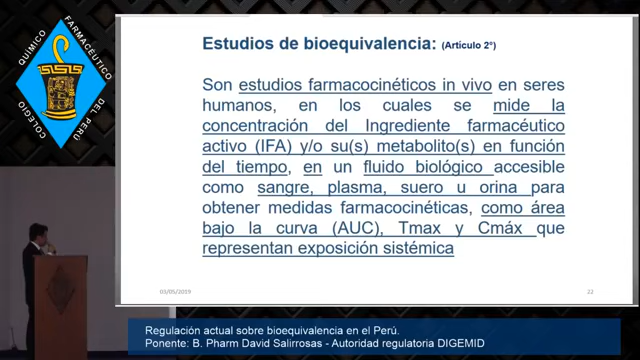 QUÍMICO
FARMACÉUTICO
DEL PERÚ
COLEGIO
Estudios de bioequivalencia: (Artículo 2°)
Son estudios farmacocinéticos in vivo en seres
humanos, en los cuales se mide la
concentración del Ingrediente farmacéutico
activo (IFA) y/o su(s) metabolito(s) en función
del tiempo, en un fluido biológico accesible
como sangre, plasma, suero u orina para
obtener medidas farmacocinéticas, como área
bajo la curva (AUC), Tmax y Cmáx que
representan exposición sistémica
03/05/2019
22
Regulación actual sobre bioequivalencia en el Perú.
Ponente: B. Pharm David Salirrosas - Autoridad regulatoria DIGEMID